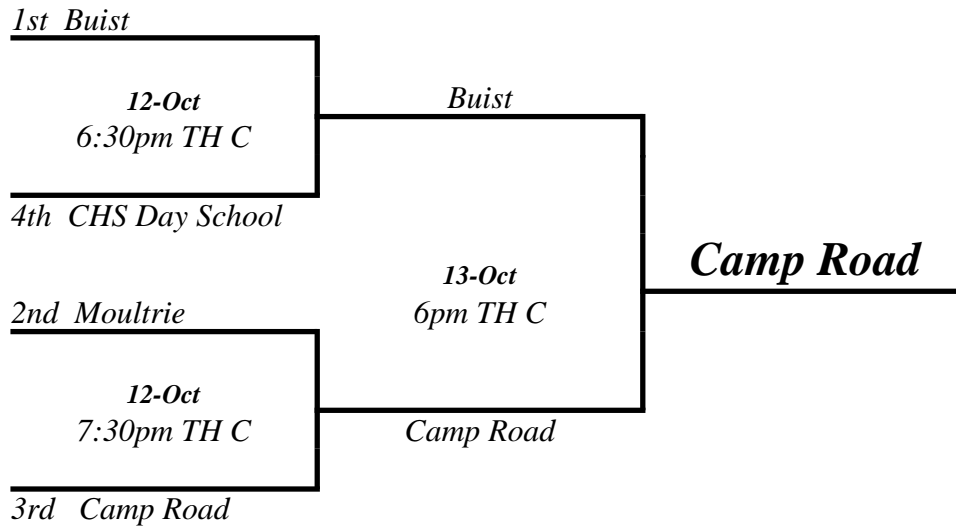 1st Buist
12-Oct
6:30pm TH C
4th CHS Day School
Buist
2nd Moultrie
12-Oct
7:30pm TH C
3rd Camp Road
13-Oct
6pm TH C
Camp Road
Camp Road